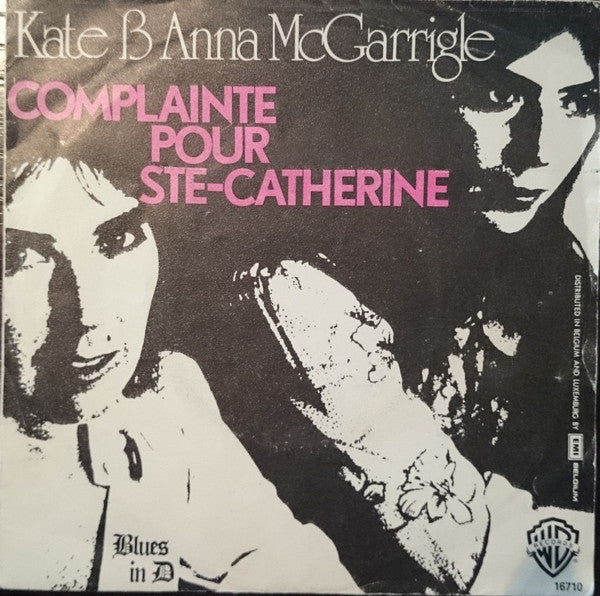 Kate & Anna McGarrigle
COMPLAINTE
POUR
STE-CATHERINE
DISTRIBUTED IN BELGIUM AND LUXEMBURG BY EMI BELGIUM
Blues
in D
WB
RECORDS
16710